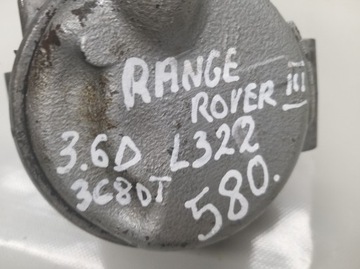 RANGE
ROVER III
3.6D L322
3C8DT
580.